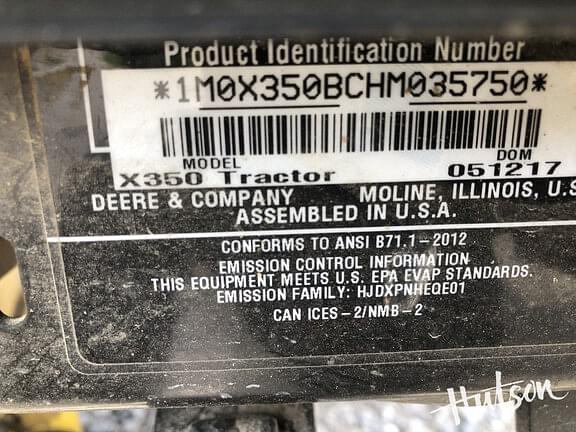 Product Identification Number
*1M0X350BCHM035750*
MODEL DOM
X350 Tractor 051217
DEERE & COMPANY MOLINE, ILLINOIS, U.S
ASSEMBLED IN U.S.A.
CONFORMS TO ANSI B71.1-2012
EMISSION CONTROL INFORMATION
THIS EQUIPMENT MEETS U.S. EPA EVAP STANDARDS.
EMISSION FAMILY: HJDXPNHEQE01
CAN ICES-2/NMB-2
Hutson